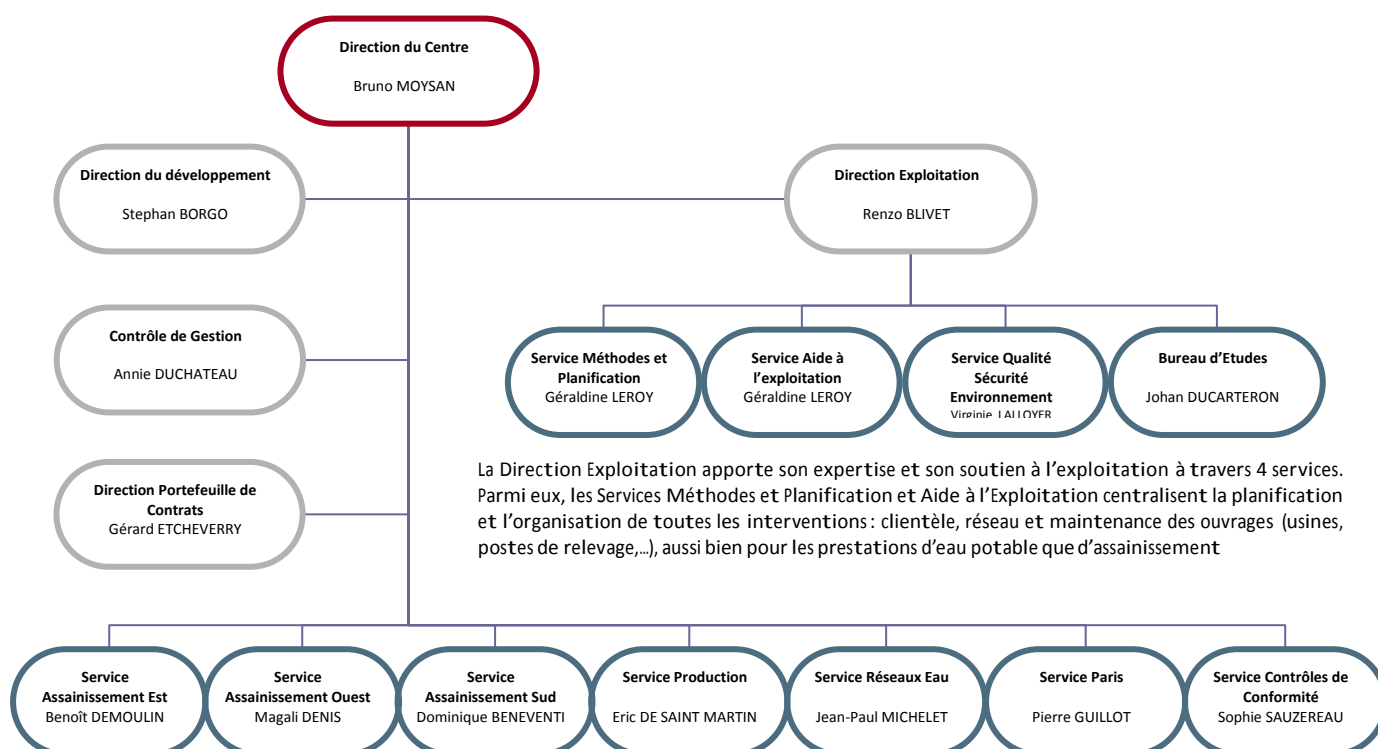 Direction du Centre
Bruno MOYSAN
Direction du développement
Stephan BORGO
Direction Exploitation
Renzo BLIVET
Contrôle de Gestion
Annie DUCHATEAU
Service Méthodes et
Planification
Géraldine LEROY
Service Aide à
l'exploitation
Géraldine LEROY
Service Qualité
Sécurité
Environnement
Virginie LALLOYER
Bureau d'Etudes
Johan DUCARTERON
Direction Portefeuille de
Contrats
Gérard ETCHEVERRY
La Direction Exploitation apporte son expertise et son soutien à l'exploitation à travers 4 services.
Parmi eux, les Services Méthodes et Planification et Aide à l'Exploitation centralisent la planification
et l'organisation de toutes les interventions : clientèle, réseau et maintenance des ouvrages (usines,
postes de relevage,...), aussi bien pour les prestations d'eau potable que d'assainissement
Service
Assainissement Est
Benoît DEMOULIN
Service
Assainissement Ouest
Magali DENIS
Service
Assainissement Sud
Dominique BENEVENTI
Service Production
Eric DE SAINT MARTIN
Service Réseaux Eau
Jean-Paul MICHELET
Service Paris
Pierre GUILLOT
Service Contrôles de
Conformité
Sophie SAUZEREAU